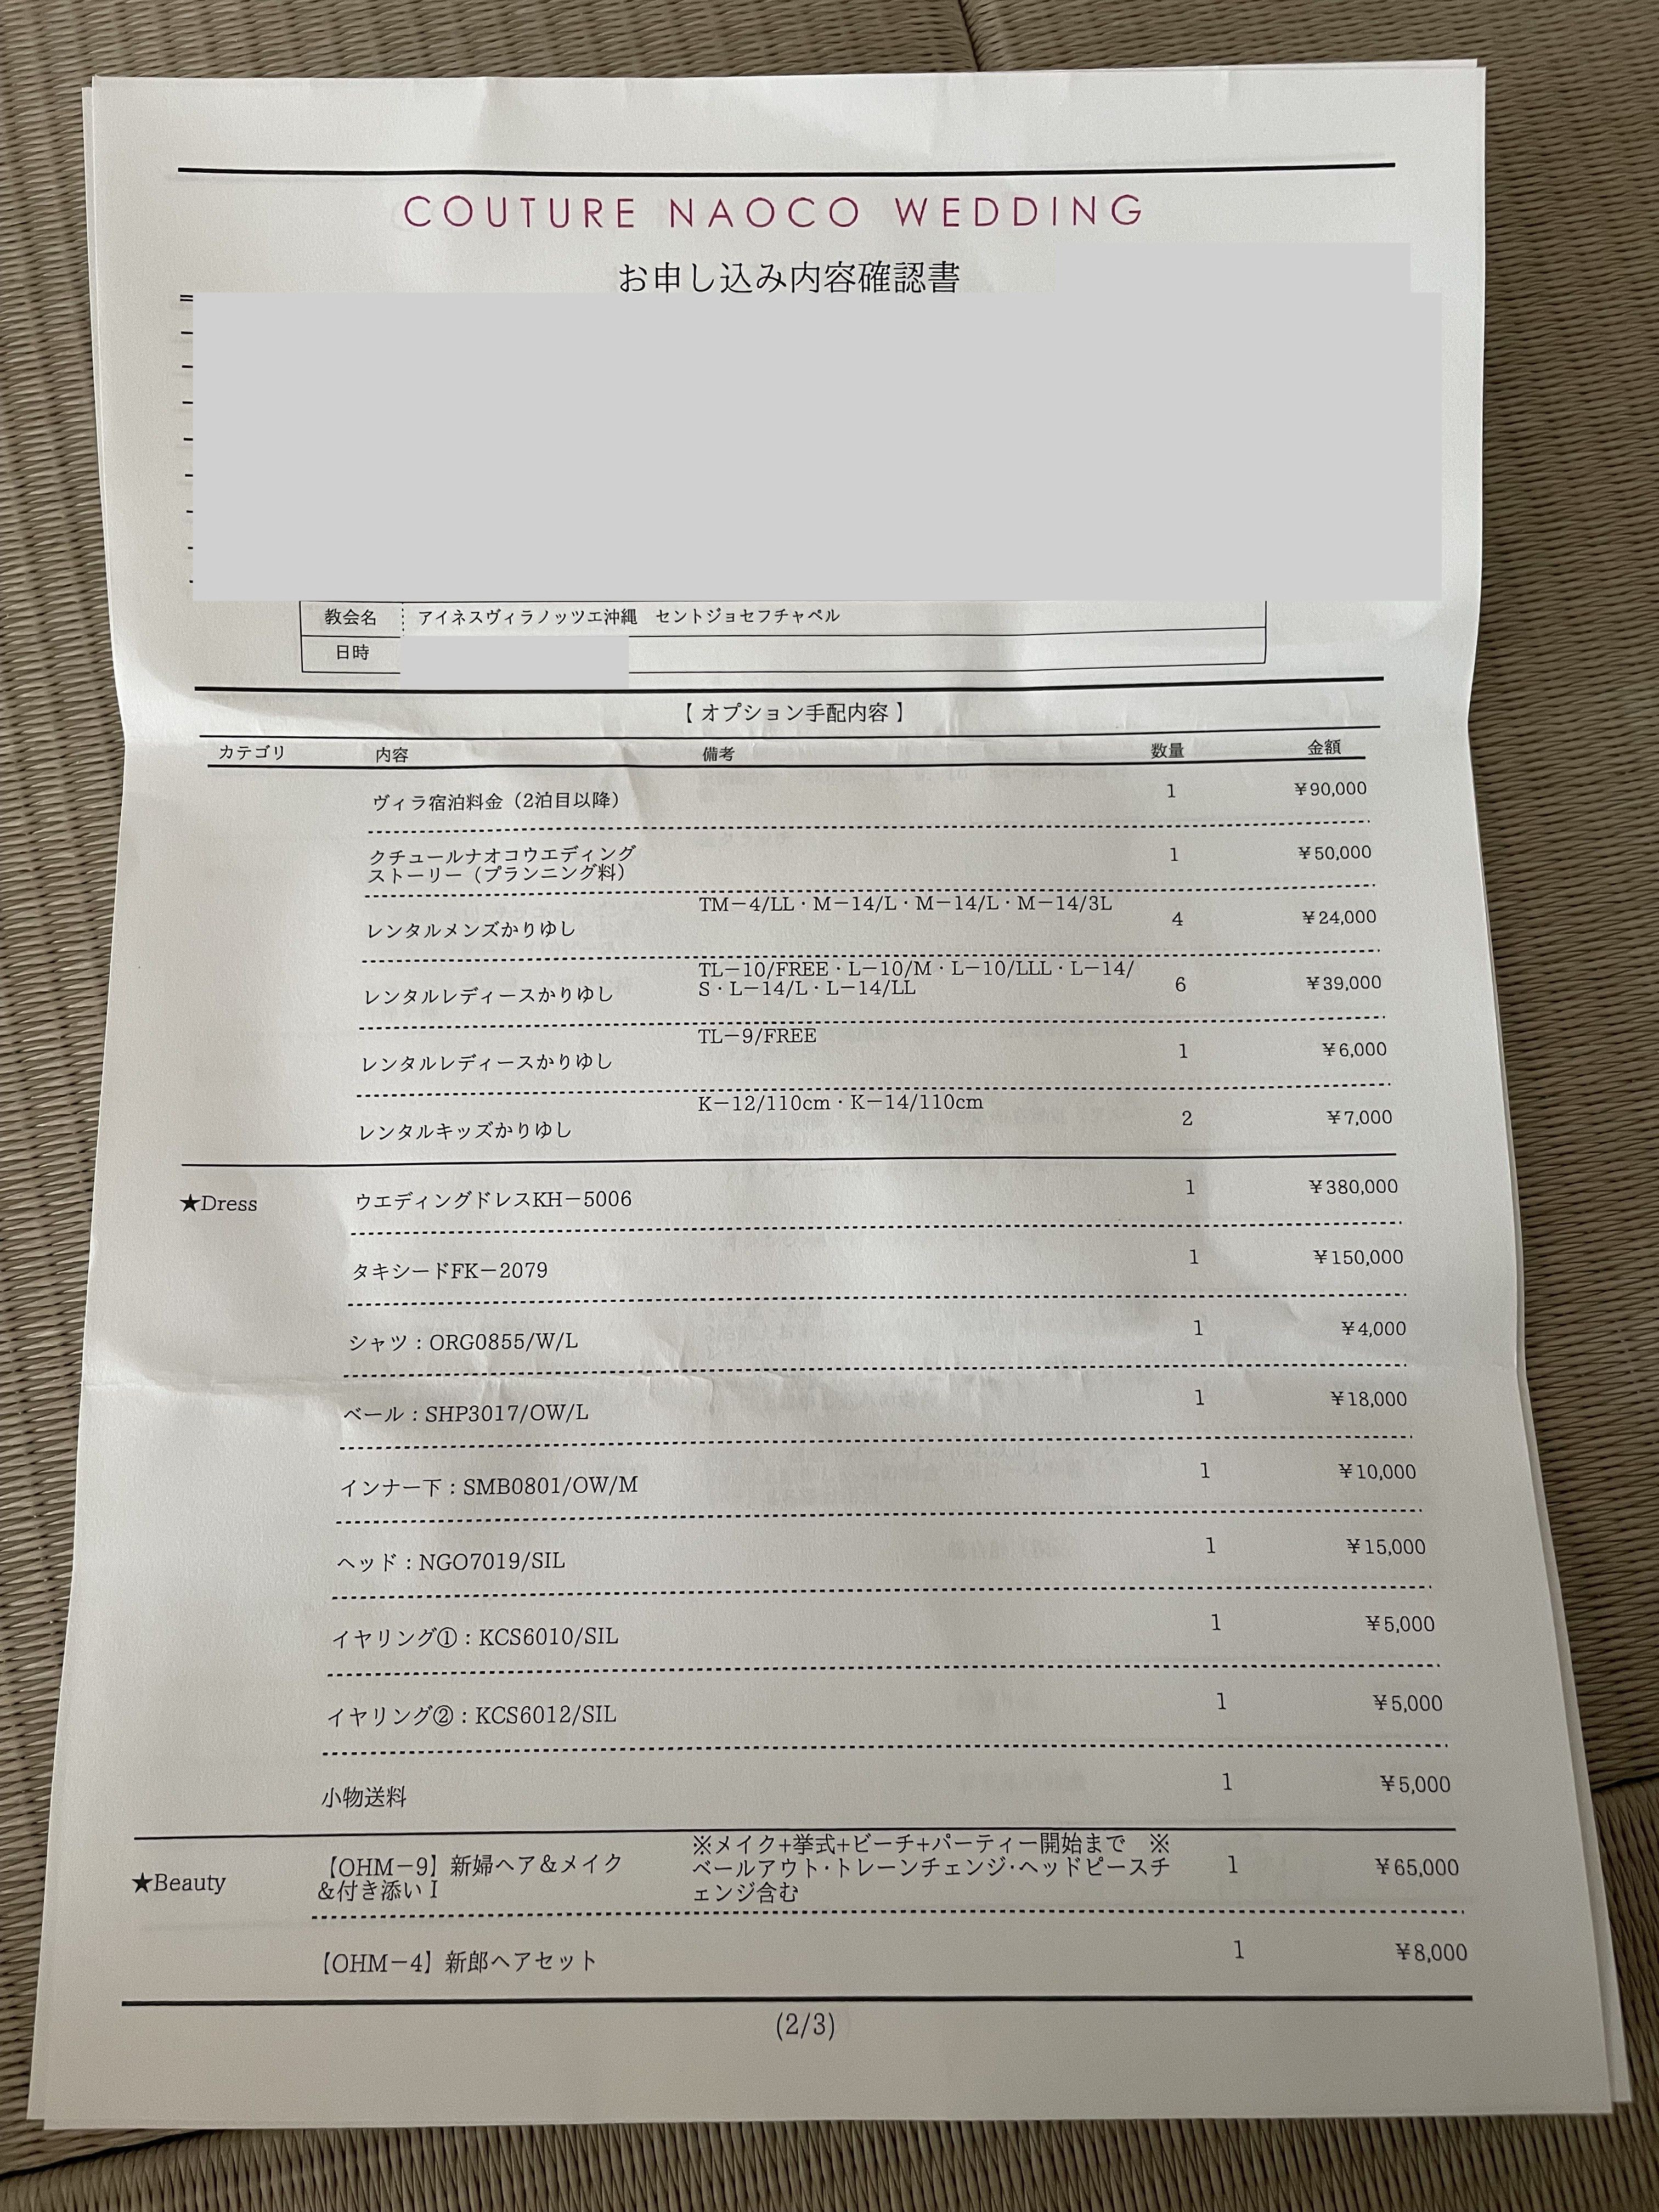 COUTURE NAOCO WEDDING
お申し込み内容確認書
教会名 アイネスヴィラノッツエ沖縄　セントジョセフチャペル
日時
【 オプション手配内容 】
カテゴリ 内容 備考 数量 金額
ヴィラ宿泊料金（2泊目以降） 1 ¥90,000
クチュールナオコウエディング
ストーリー（プランニング料） 1 ¥50,000
TM－4/LL・M－14/L・M－14/L・M－14/3L
レンタルメンズかりゆし 4 ¥24,000
TL－10/FREE・L－10/M・L－10/LLL・L－14/
S・L－14/L・L－14/LL
レンタルレディースかりゆし 6 ¥39,000
TL－9/FREE
レンタルレディースかりゆし 1 ¥6,000
K－12/110cm・K－14/110cm
レンタルキッズかりゆし 2 ¥7,000
★Dress ウエディングドレスKH－5006 1 ¥380,000
タキシードFK－2079 1 ¥150,000
シャツ：ORG0855/W/L 1 ¥4,000
ベール：SHP3017/OW/L 1 ¥18,000
インナー下：SMB0801/OW/M 1 ¥10,000
ヘッド：NGO7019/SIL 1 ¥15,000
イヤリング①：KCS6010/SIL 1 ¥5,000
イヤリング②：KCS6012/SIL 1 ¥5,000
小物送料 1 ¥5,000
★Beauty 【OHM－9】新婦ヘア＆メイク
&付き添いⅠ ※メイク+挙式+ビーチ+パーティー開始まで　※
ベールアウト・トレーンチェンジ・ヘッドピースチ
ェンジ含む 1 ¥65,000
【OHM－4】新郎ヘアセット 1 ¥8,000
(2/3)